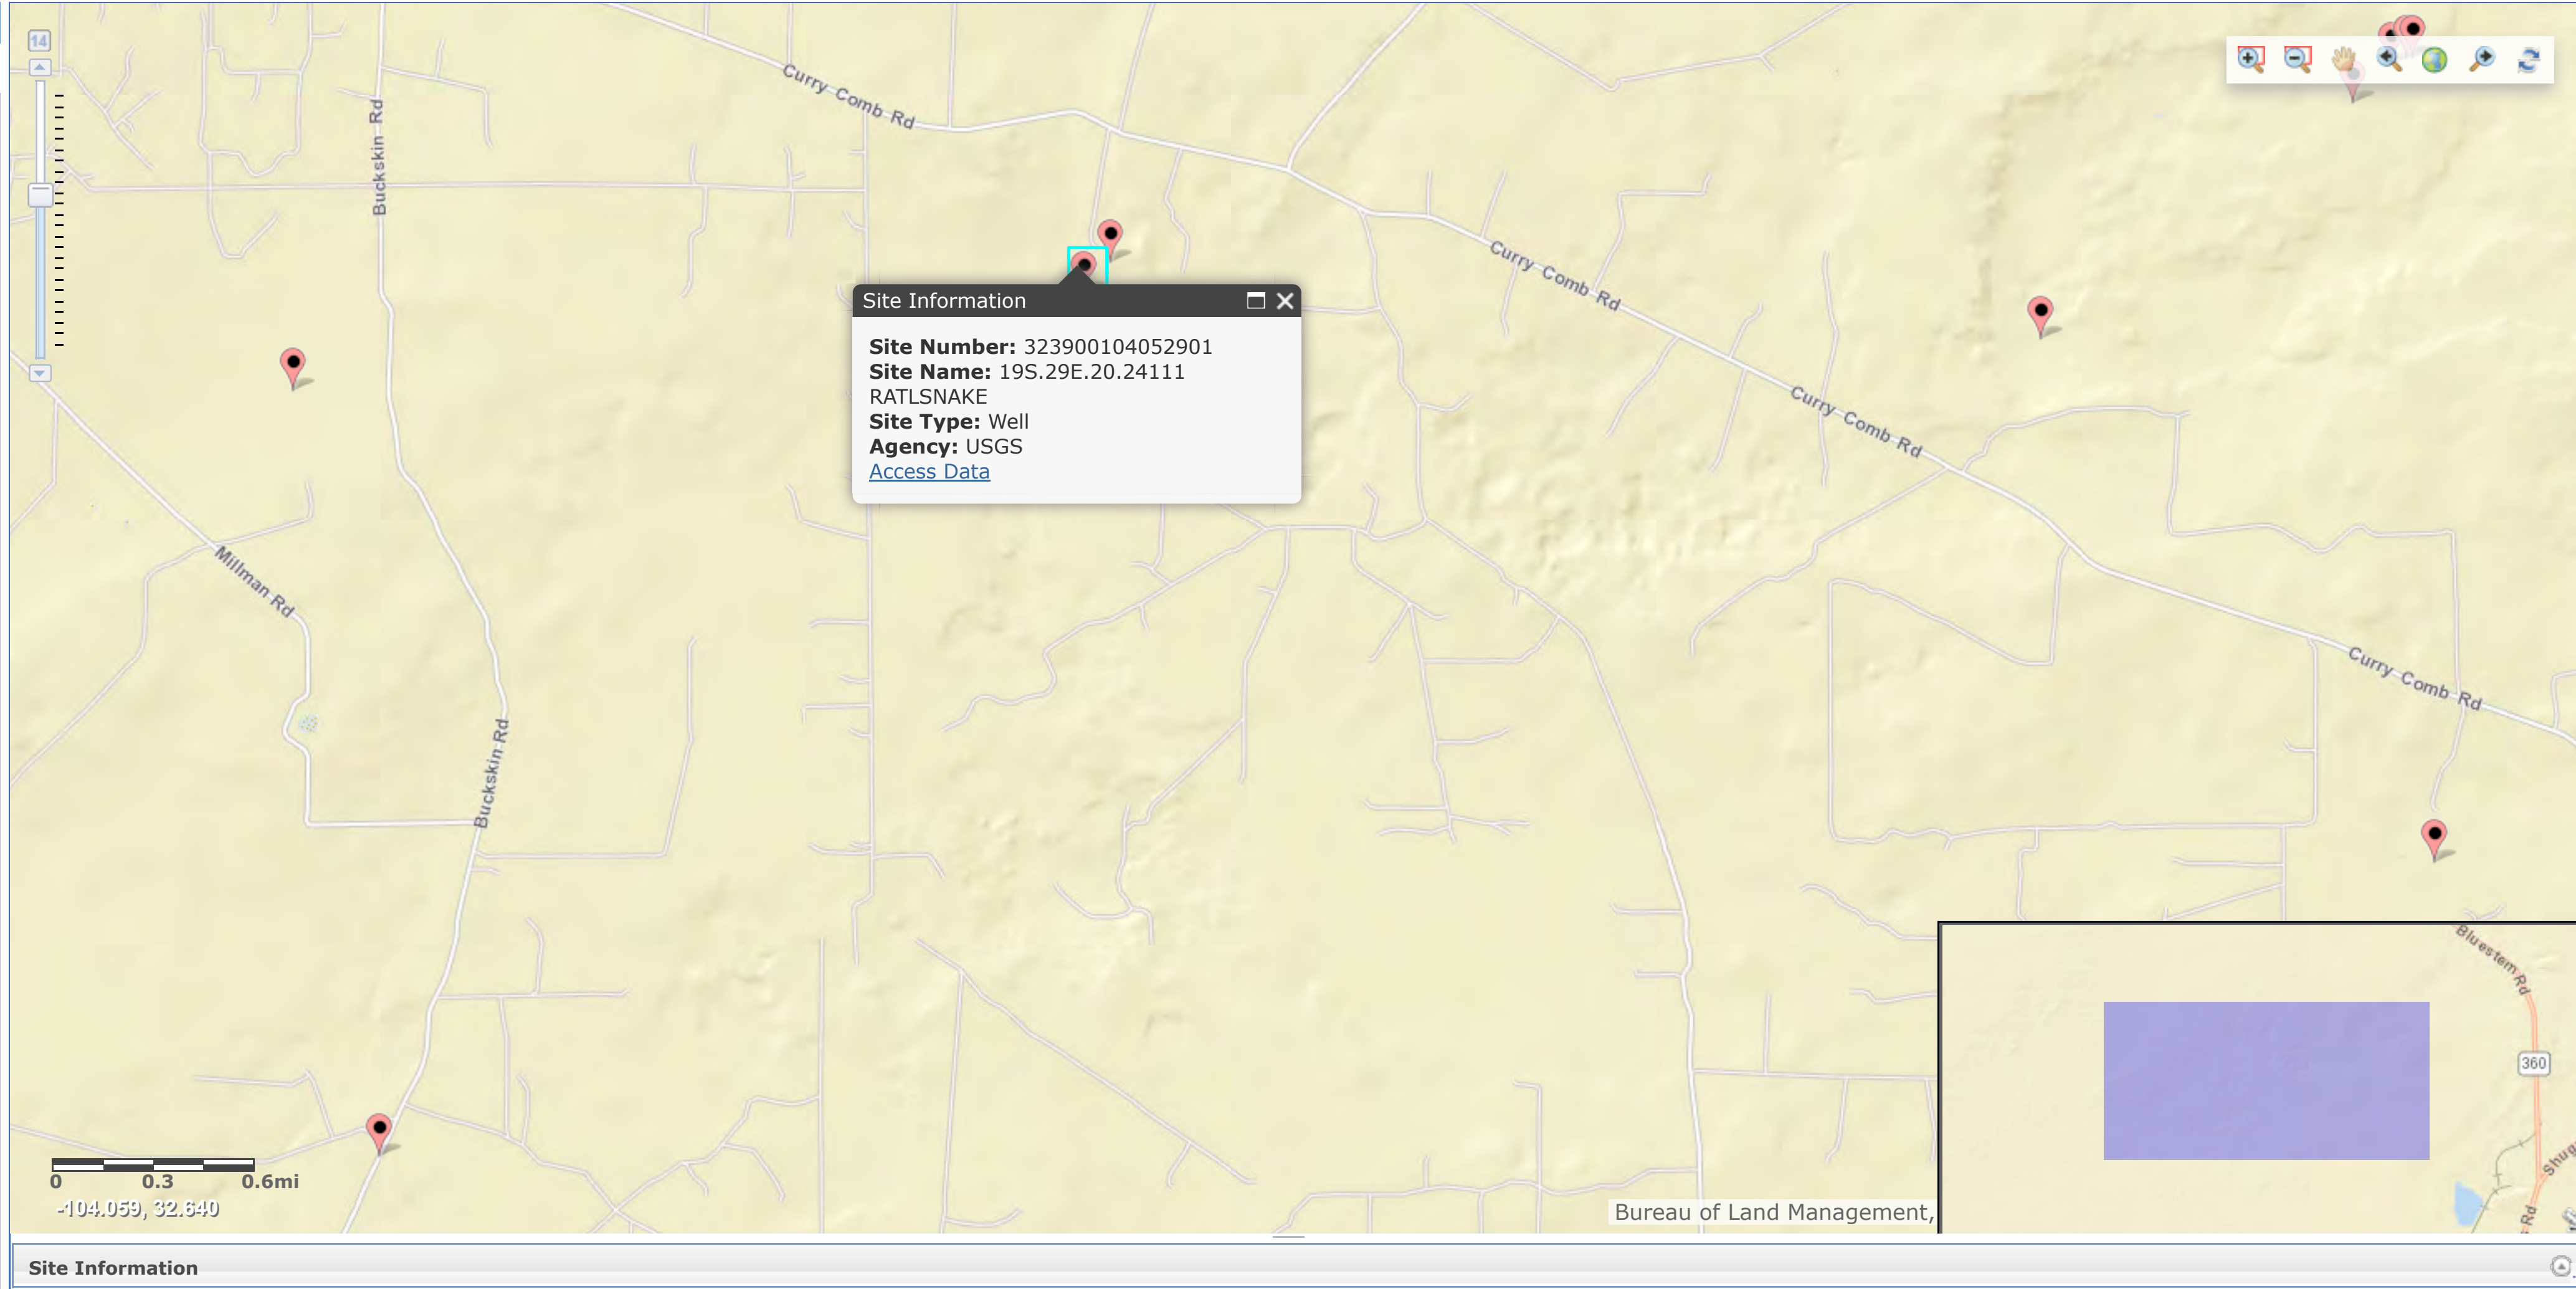 14
Curry Comb Rd
Buckskin Rd
Curry Comb Rd
Site Information
Site Number: 323900104052901
Site Name: 19S.29E.20.24111
RATLSNAKE
Site Type: Well
Agency: USGS
Access Data
Curry Comb Rd
Millman Rd
Curry Comb Rd
Buckskin Rd
Bluestem Rd
360
Shug
Rd
0 0.3 0.6mi
-104.059, 32.640
Bureau of Land Management,
Site Information